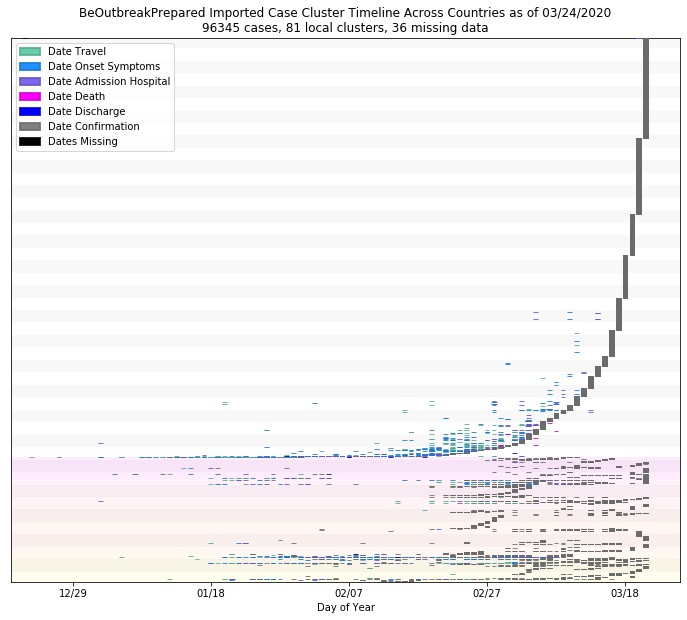 BeOutbreakPrepared Imported Case Cluster Timeline Across Countries as of 03/24/2020
96345 cases, 81 local clusters, 36 missing data
Date Travel
Date Onset Symptoms
Date Admission Hospital
Date Death
Date Discharge
Date Confirmation
Dates Missing
12/29 01/18 02/07 02/27 03/18
Day of Year